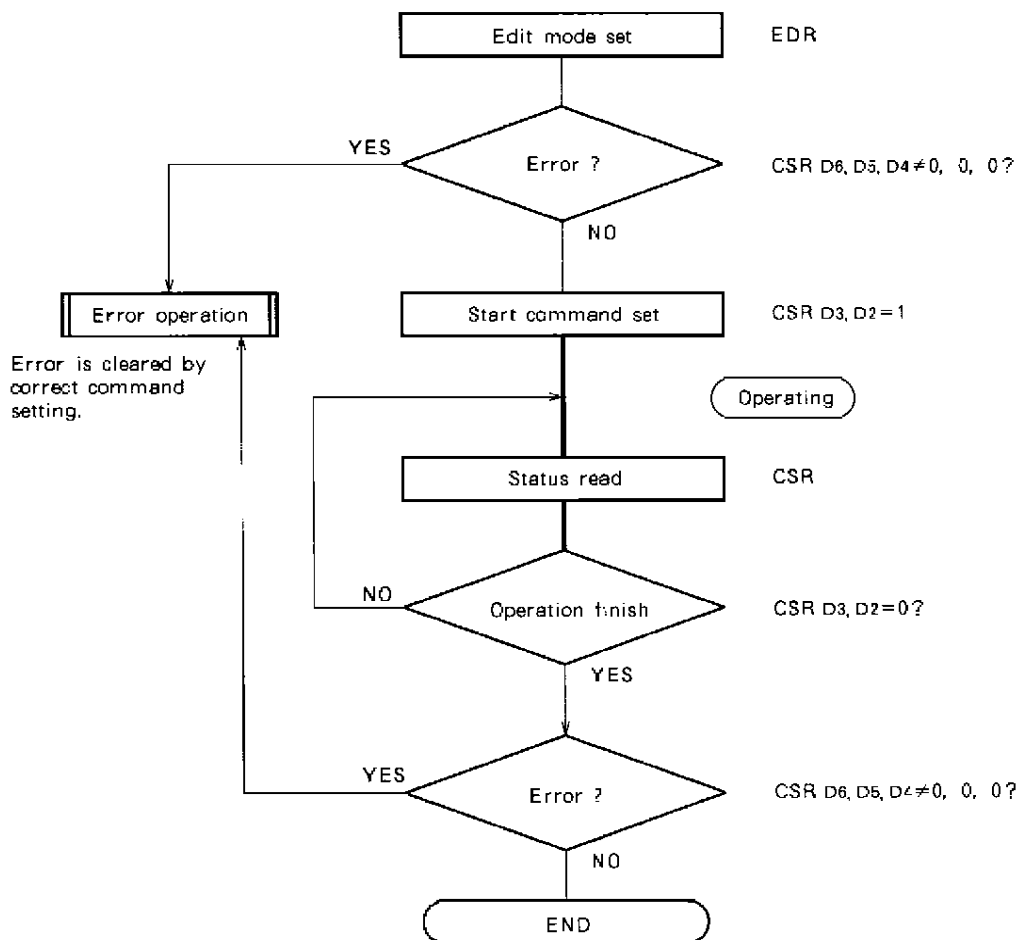 Edit mode set
EDR
YES
Error ?
CSR D6, D5, D4≠0, 0, 0?
NO
Error operation
Start command set
CSR D3, D2=1
Error is cleared by
correct command
setting.
Operating
Status read
CSR
NO
Operation finish
CSR D3, D2=0?
YES
YES
Error ?
CSR D6, D5, D4≠0, 0, 0?
NO
END